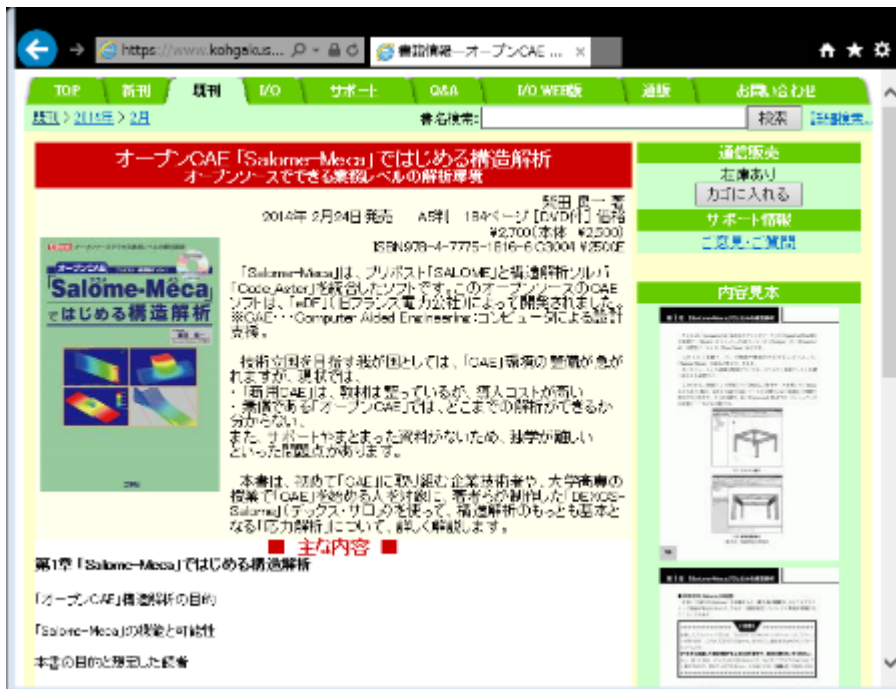 https://www.kohgakus...
書籍情報―オープンCAE ...
TOP 新刊 既刊 I/O サポート Q&A I/O WEB版 通販 お問い合わせ
既刊 > 2014年 > 2月
書名検索:
検索
詳細検索...
オープンCAE「Salome-Meca」ではじめる構造解析
オープンソースでできる業務レベルの解析環境
柴田 良一 著
2014年 2月24日発売 A5判 184ページ [DVD付] 価格
¥2,700(本体 ¥2,500)
ISBN978-4-7775-1816-6 C3004 ¥2500E
オープンCAE
「Salome-Meca」
ではじめる構造解析
「Salome-Meca」は、プリポスト「SALOME」と構造解析ソルバ
「Code_Aster」を統合したソフトです。このオープンソースのCAE
ソフトは、「eDF」(旧フランス電力公社)によって開発されました。
※CAE・・・Computer Aided Engineering:コンピュータによる設計
支援。
技術立国を目指す我が国としては、「CAE」環境の整備が急が
れますが、現状では、
・「商用CAE」は、教材は整っているが、導入コストが高い
・無償である「オープンCAE」では、どこまでの解析ができるか
分からない、
また、サポートやまとまった資料がないため、独学が難しい
といった問題点があります。
本書は、初めて「CAE」に取り組む企業技術者や、大学高専の
授業で「CAE」を始める人を対象に、著者らが制作した「DEXCS-
Salome」(デックス・サロメ)を使って、構造解析のもっとも基本と
なる「応力解析」について、詳しく解説します。
■ 主な内容 ■
第1章 「Salome-Meca」ではじめる構造解析
「オープンCAE」構造解析の目的
「Salome-Meca」の機能と可能性
本書の目的と想定した読者
通信販売
在庫あり
カゴに入れる
サポート情報
ご意見・ご質問
内容見本